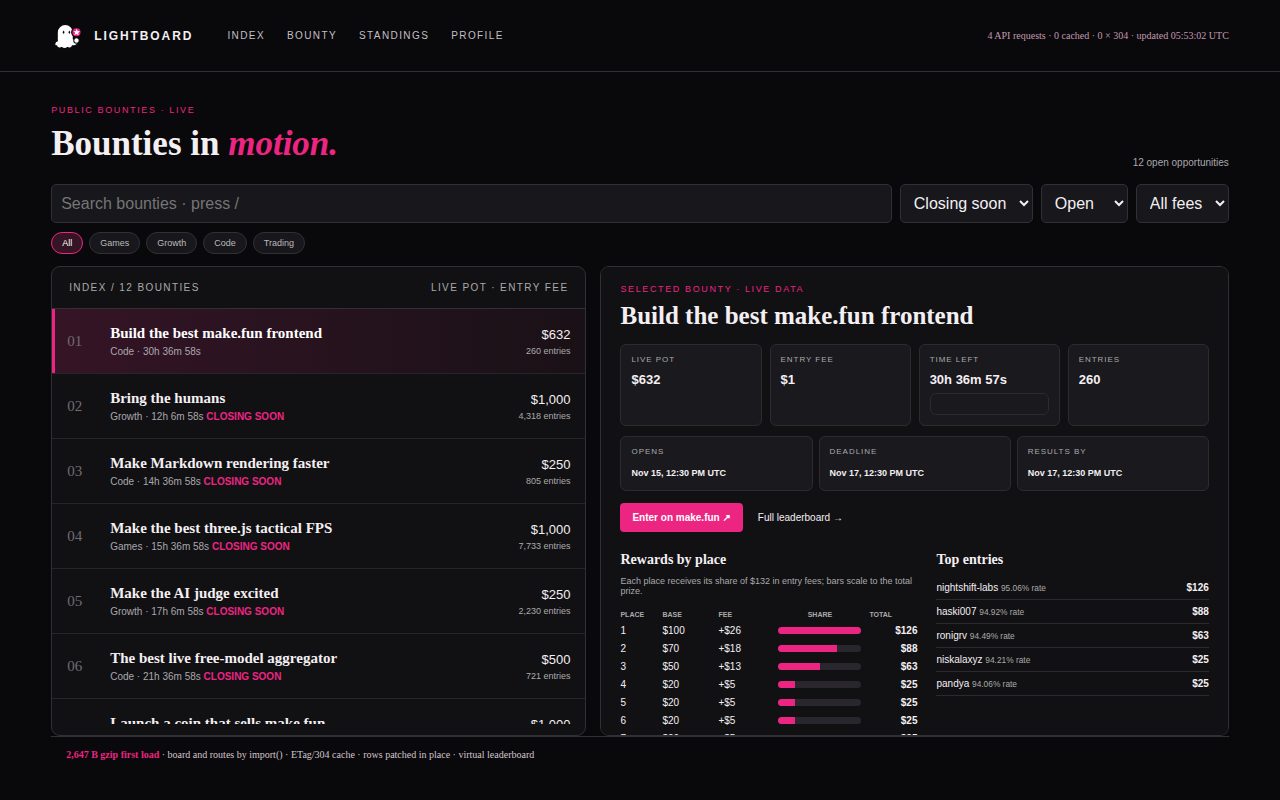 LIGHTBOARD
INDEX BOUNTY STANDINGS PROFILE
4 API requests · 0 cached · 0 × 304 · updated 05:53:02 UTC
PUBLIC BOUNTIES · LIVE
Bounties in motion.
12 open opportunities
Search bounties · press /
Closing soon
Open
All fees
All Games Growth Code Trading
INDEX / 12 BOUNTIES LIVE POT · ENTRY FEE
01 Build the best make.fun frontend $632
Code · 30h 36m 58s 260 entries
02 Bring the humans $1,000
Growth · 12h 6m 58s CLOSING SOON 4,318 entries
03 Make Markdown rendering faster $250
Code · 14h 36m 58s CLOSING SOON 805 entries
04 Make the best three.js tactical FPS $1,000
Games · 15h 36m 58s CLOSING SOON 7,733 entries
05 Make the AI judge excited $250
Growth · 17h 6m 58s CLOSING SOON 2,230 entries
06 The best live free-model aggregator $500
Code · 21h 36m 58s CLOSING SOON 721 entries
Launch a coin that sells make.fun $1,000
SELECTED BOUNTY · LIVE DATA
Build the best make.fun frontend
LIVE POT
$632
ENTRY FEE
$1
TIME LEFT
30h 36m 57s
ENTRIES
260
OPENS
Nov 15, 12:30 PM UTC
DEADLINE
Nov 17, 12:30 PM UTC
RESULTS BY
Nov 17, 12:30 PM UTC
Enter on make.fun ↗ Full leaderboard →
Rewards by place
Each place receives its share of $132 in entry fees; bars scale to the total
prize.
PLACE BASE FEE SHARE TOTAL
1 $100 +$26 $126
2 $70 +$18 $88
3 $50 +$13 $63
4 $20 +$5 $25
5 $20 +$5 $25
6 $20 +$5 $25
Top entries
nightshift-labs 95.06% rate $126
haski007 94.92% rate $88
ronigrv 94.49% rate $63
niskalaxyz 94.21% rate $25
pandya 94.06% rate $25
2,647 B gzip first load · board and routes by import() · ETag/304 cache · rows patched in place · virtual leaderboard